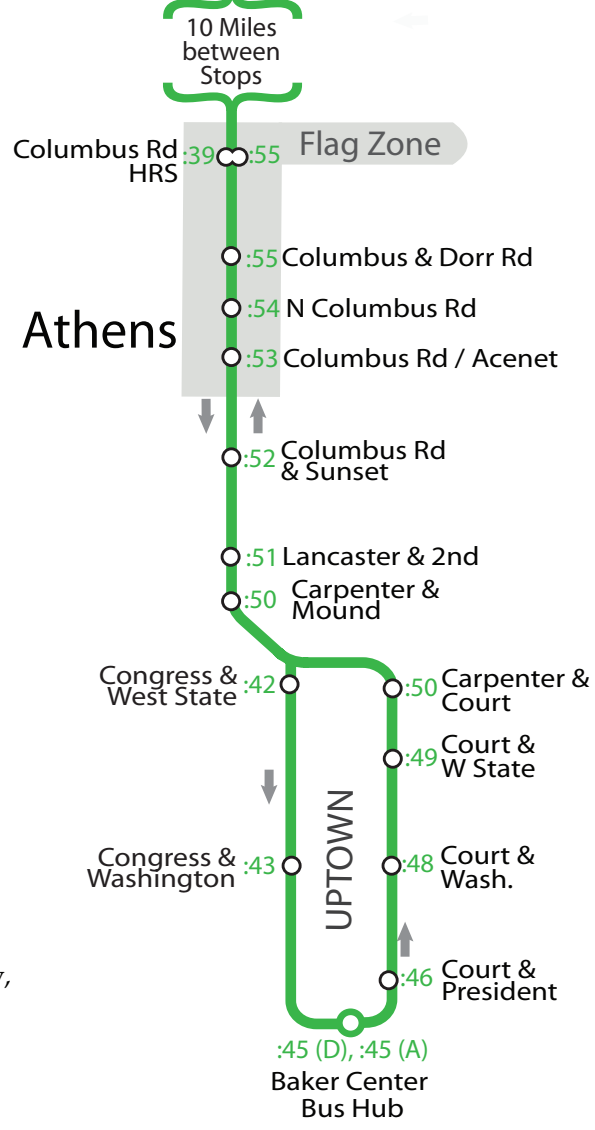 10 Miles
between
Stops
Flag Zone
Columbus Rd :39 :55
HRS
:55 Columbus & Dorr Rd
:54 N Columbus Rd
Athens
:53 Columbus Rd / Acenet
:52 Columbus Rd
& Sunset
:51 Lancaster & 2nd
:50 Carpenter &
Mound
Congress &
West State :42
:50 Carpenter &
Court
:49 Court &
W State
UPTOWN
Congress & :43
Washington
:48 Court &
Wash.
:46 Court &
President
:45 (D), :45 (A)
Baker Center
Bus Hub